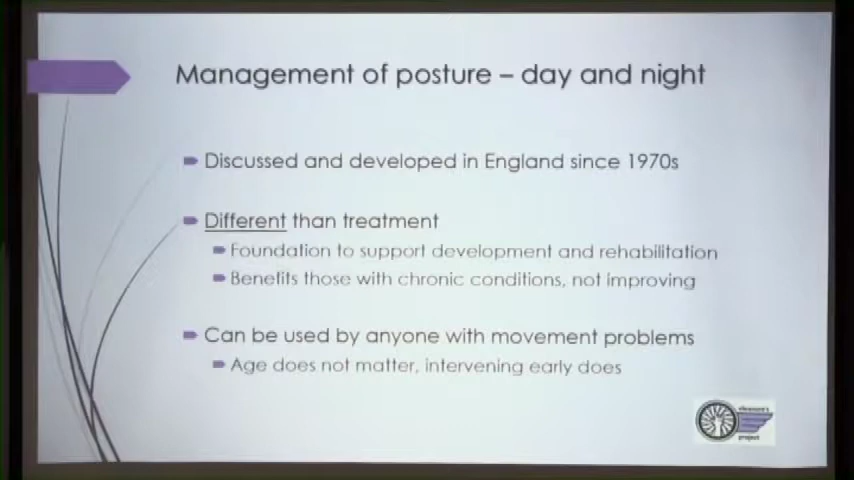 Management of posture – day and night
Discussed and developed in England since 1970s
Different than treatment
Foundation to support development and rehabilitation
Benefits those with chronic conditions, not improving
Can be used by anyone with movement problems
Age does not matter, intervening early does
project